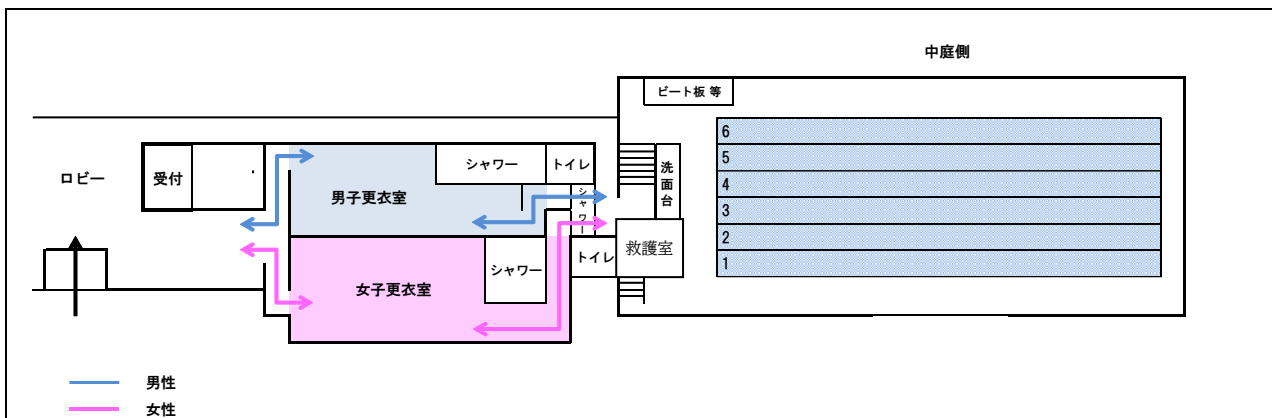 中庭側
ビート板 等
6
5
4
3
2
1
ロビー
受付
シャワー
トイレ
男子更衣室
シャワー
洗面台
救護室
シャワー
トイレ
女子更衣室
男性
女性